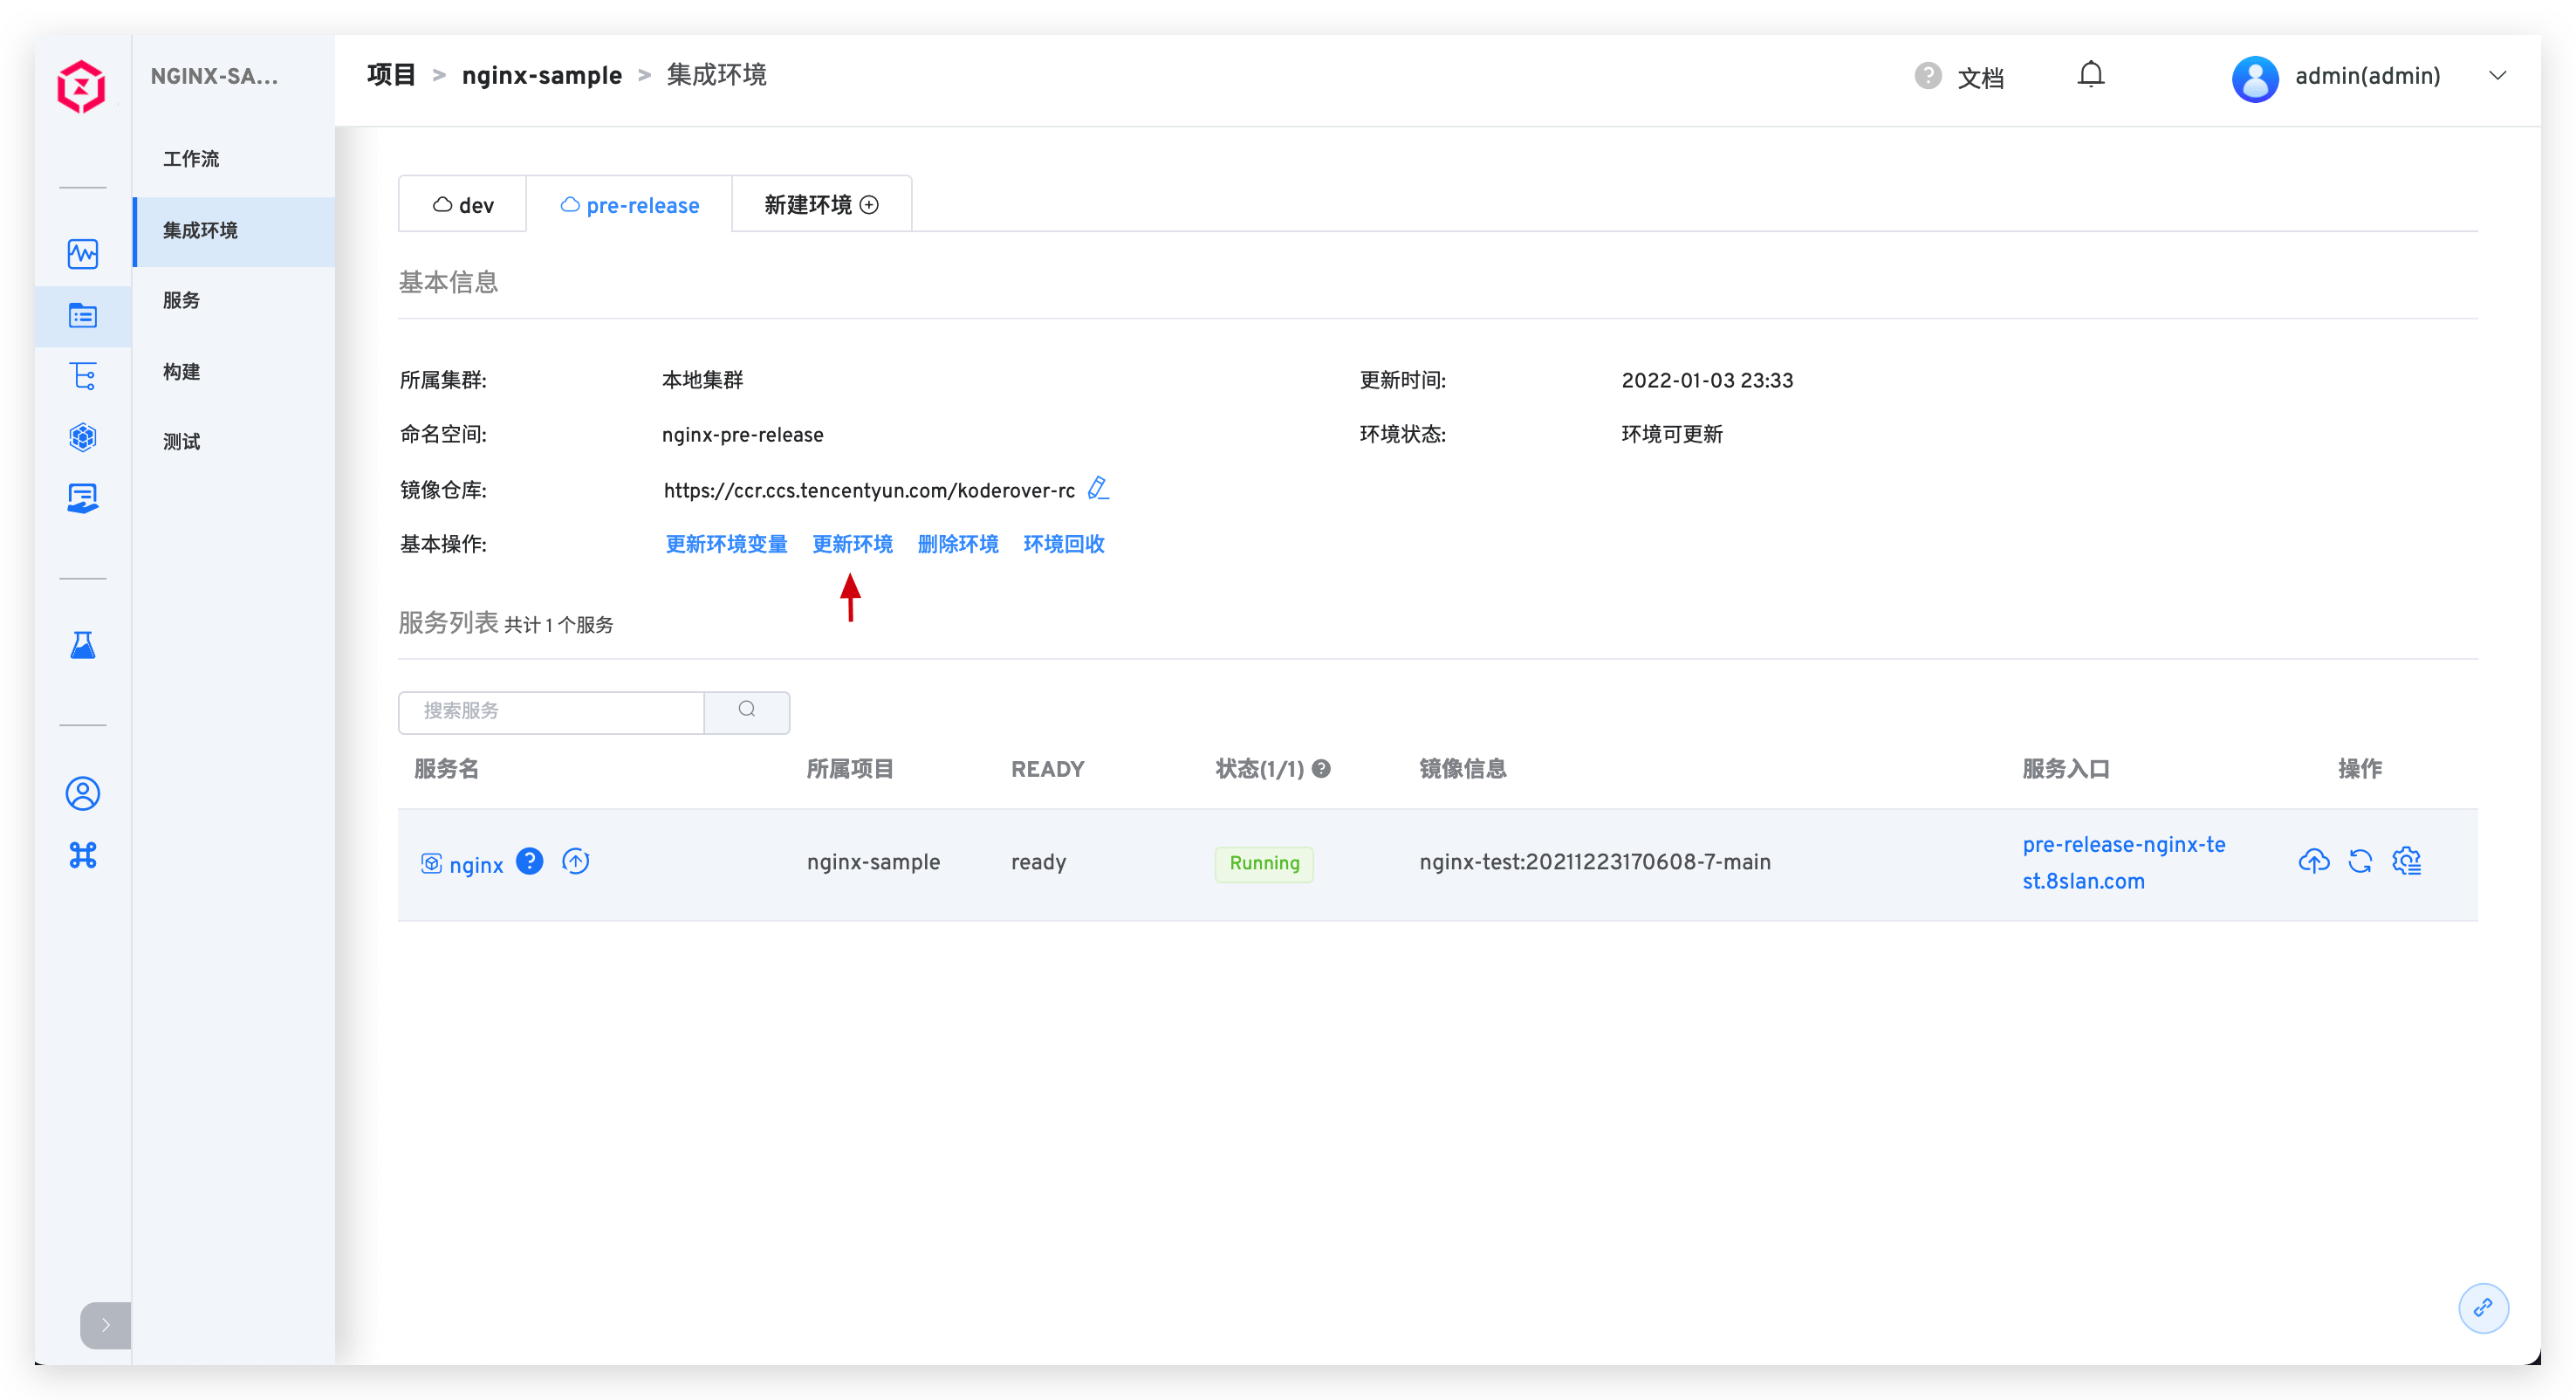 NGINX-SA...
项目 > nginx-sample > 集成环境
文档
admin(admin)
工作流
集成环境
服务
构建
测试
dev
pre-release
新建环境
基本信息
所属集群: 本地集群
更新时间: 2022-01-03 23:33
命名空间: nginx-pre-release
环境状态: 环境可更新
镜像仓库: https://ccr.ccs.tencentyun.com/koderover-rc
基本操作: 更新环境变量 更新环境 删除环境 环境回收
服务列表 共计 1 个服务
搜索服务
服务名 所属项目 READY 状态(1/1) 镜像信息 服务入口 操作
nginx nginx-sample ready Running nginx-test:20211223170608-7-main
pre-release-nginx-te
st.8slan.com